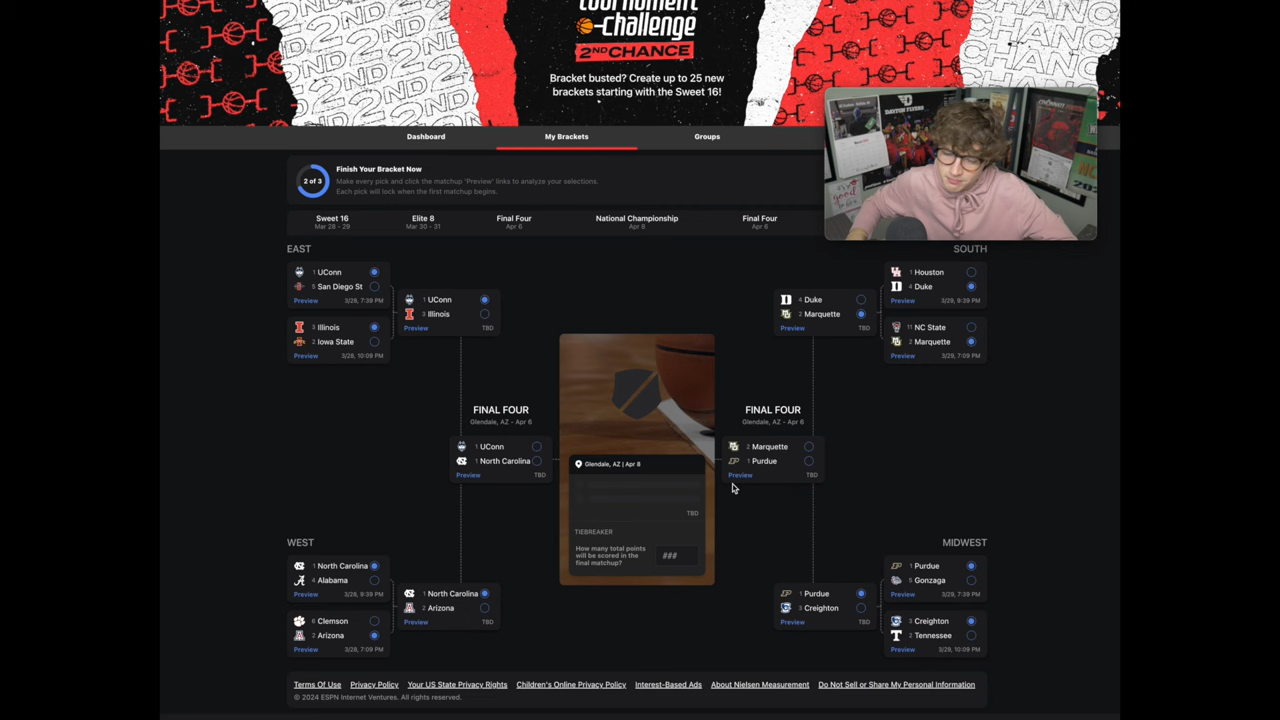 tournament
challenge
2ND CHANCE
Bracket busted? Create up to 25 new
brackets starting with the Sweet 16!
Dashboard
My Brackets
Groups
2 of 3
Finish Your Bracket Now
Make every pick and click the matchup 'Preview' links to analyze your selections.
Each pick will lock when the first matchup begins.
Sweet 16
Mar 28 - 29
Elite 8
Mar 30 - 31
Final Four
Apr 6
National Championship
Apr 8
Final Four
Apr 6
DAYTON FLYERS
CINCINNATI
EAST
1 UConn
5 San Diego St
Preview 3/28, 7:39 PM
3 Illinois
2 Iowa State
Preview 3/28, 10:09 PM
1 UConn
3 Illinois
Preview TBD
SOUTH
1 Houston
4 Duke
Preview 3/29, 9:39 PM
11 NC State
2 Marquette
Preview 3/29, 7:09 PM
4 Duke
2 Marquette
Preview TBD
FINAL FOUR
Glendale, AZ - Apr 6
1 UConn
1 North Carolina
Preview TBD
Glendale, AZ | Apr 8
TBD
TIEBREAKER
How many total points
will be scored in the
final matchup?
###
FINAL FOUR
Glendale, AZ - Apr 6
2 Marquette
1 Purdue
Preview TBD
WEST
1 North Carolina
4 Alabama
Preview 3/28, 9:39 PM
6 Clemson
2 Arizona
Preview 3/28, 7:09 PM
1 North Carolina
2 Arizona
Preview TBD
MIDWEST
1 Purdue
5 Gonzaga
Preview 3/29, 7:39 PM
3 Creighton
2 Tennessee
Preview 3/29, 10:09 PM
1 Purdue
3 Creighton
Preview TBD
Terms Of Use Privacy Policy Your US State Privacy Rights Children's Online Privacy Policy Interest-Based Ads About Nielsen Measurement Do Not Sell or Share My Personal Information
© 2024 ESPN Internet Ventures. All rights reserved.